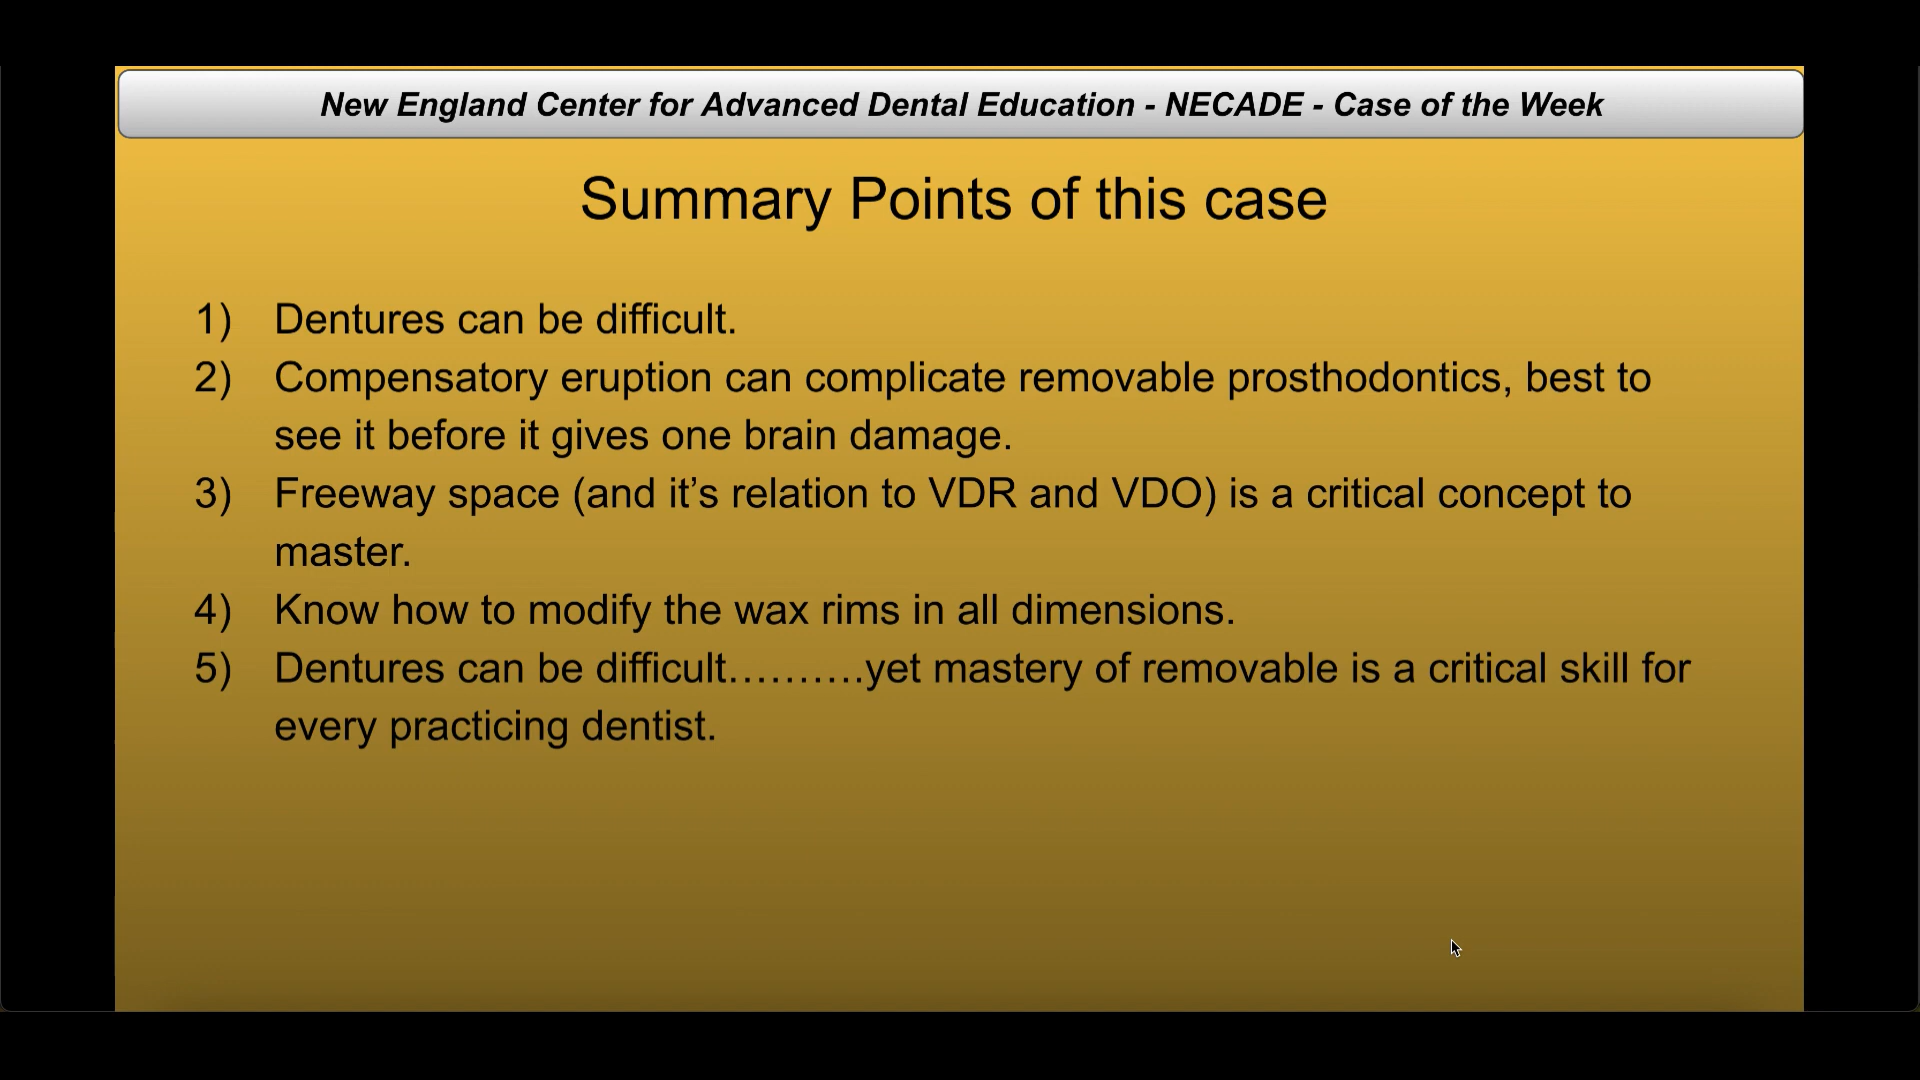 New England Center for Advanced Dental Education - NECADE - Case of the Week
Summary Points of this case
1) Dentures can be difficult.
2) Compensatory eruption can complicate removable prosthodontics, best to
see it before it gives one brain damage.
3) Freeway space (and it’s relation to VDR and VDO) is a critical concept to
master.
4) Know how to modify the wax rims in all dimensions.
5) Dentures can be difficult……….yet mastery of removable is a critical skill for
every practicing dentist.